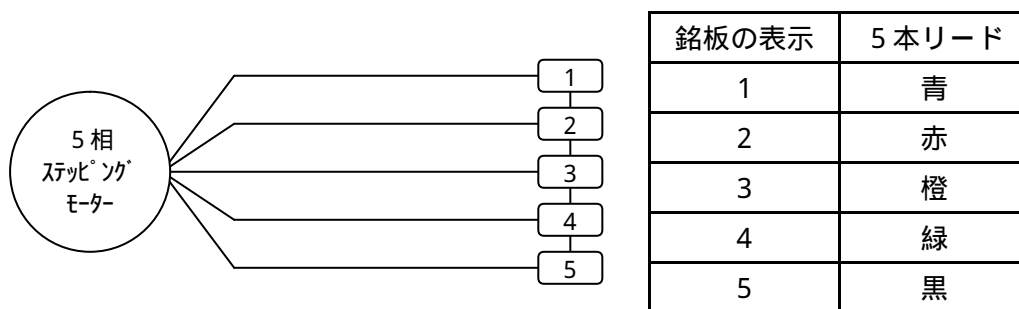 5相
ｽﾃｯﾋﾟﾝｸﾞ
ﾓｰﾀｰ
1
2
3
4
5
銘板の表示 5本リード
1 青
2 赤
3 橙
4 緑
5 黒